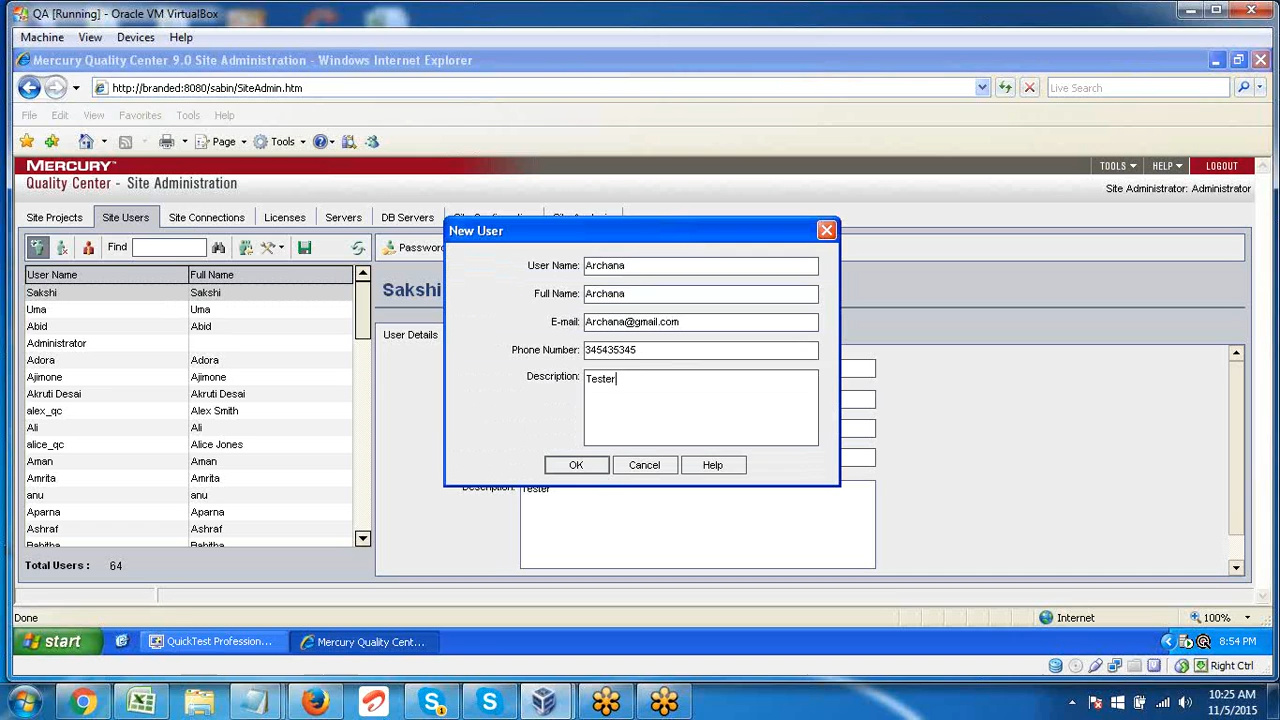 QA [Running] - Oracle VM VirtualBox
Machine View Devices Help
Mercury Quality Center 9.0 Site Administration - Windows Internet Explorer
http://branded:8080/sabin/SiteAdmin.htm
Live Search
File Edit View Favorites Tools Help
Page Tools
MERCURY™
TOOLS HELP LOGOUT
Quality Center - Site Administration
Site Administrator: Administrator
Site Projects Site Users Site Connections Licenses Servers DB Servers
New User
Find
Password
User Name Full Name
Sakshi Sakshi
Uma Uma
Abid Abid
Administrator
Adora Adora
Ajimone Ajimone
Akruti Desai Akruti Desai
alex_qc Alex Smith
Ali Ali
alice_qc Alice Jones
Aman Aman
Amrita Amrita
anu anu
Aparna Aparna
Ashraf Ashraf
Total Users : 64
Sakshi
User Details
User Name: Archana
Full Name: Archana
E-mail: Archana@gmail.com
Phone Number: 345435345
Description: Tester
OK Cancel Help
Description: Tester
Done
Internet
100%
start
QuickTest Profession...
Mercury Quality Cent...
8:54 PM
Right Ctrl
10:25 AM
11/5/2015